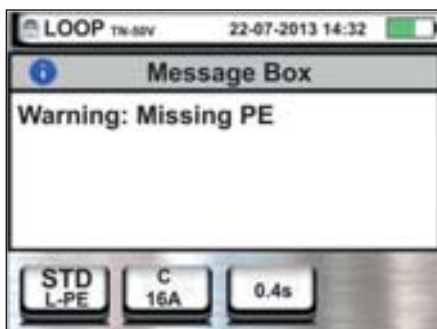 LOOP TN-50V 22-07-2013 14:32
Message Box
Warning: Missing PE
STD C 0.4s
L-PE 16A